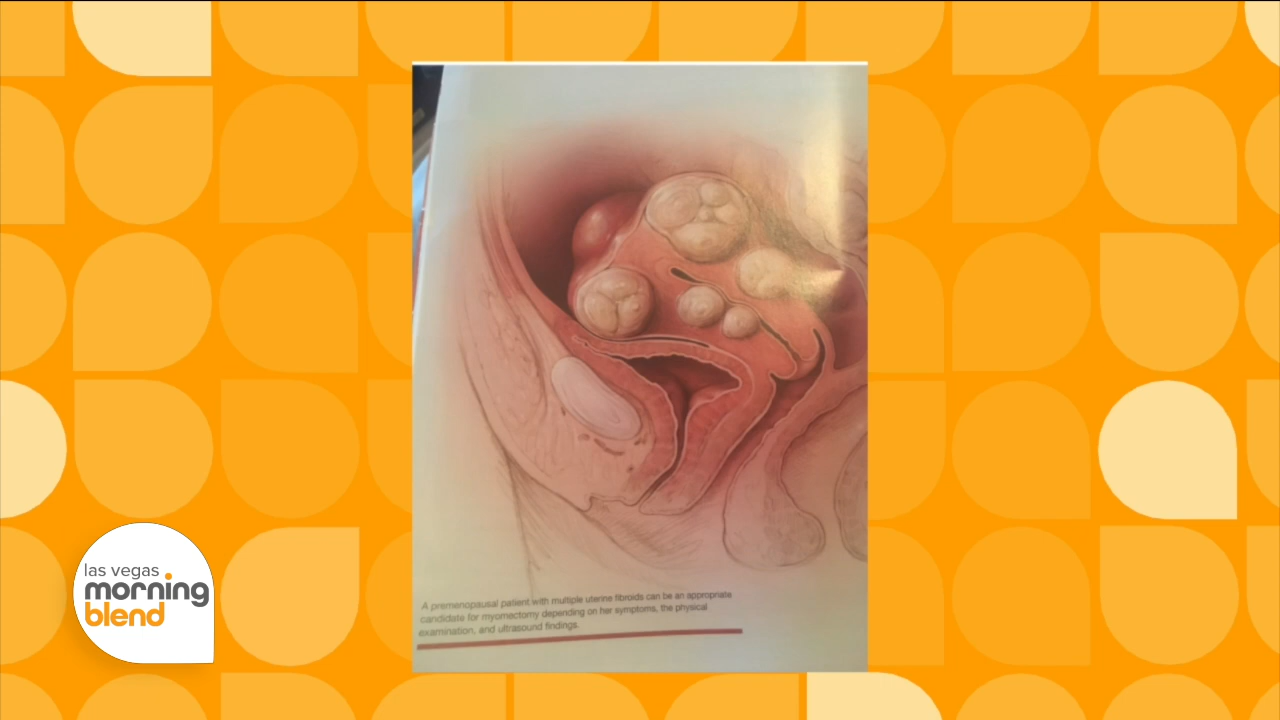 las vegas
morning
blend
A premenopausal patient with multiple uterine fibroids can be an appropriate
candidate for myomectomy depending on her symptoms, the physical
examination, and ultrasound findings.